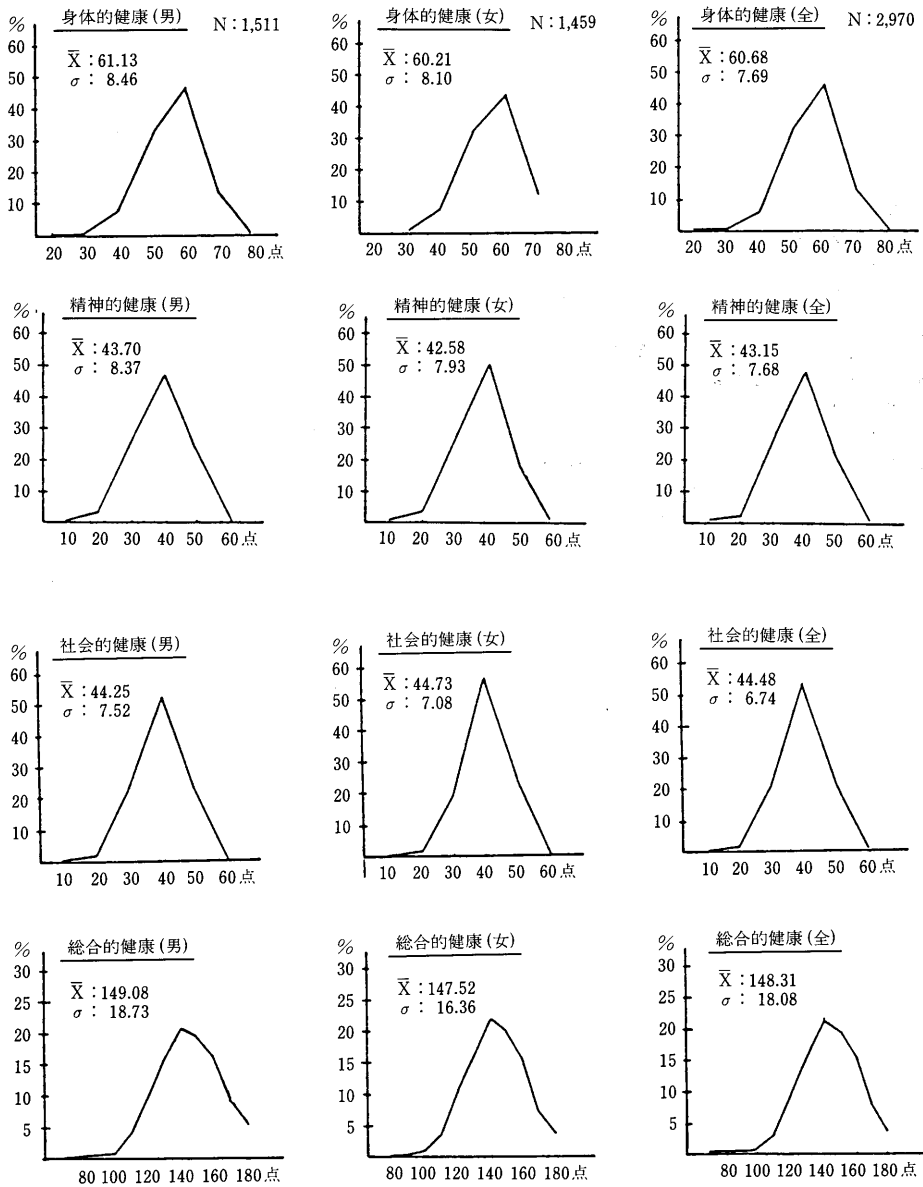 身体的健康(男) N:1,511
%
60
50
40
30
20
10
X̄:61.13
σ: 8.46
20 30 40 50 60 70 80点
身体的健康(女) N:1,459
%
60
50
40
30
20
10
X̄:60.21
σ: 8.10
20 30 40 50 60 70 80点
身体的健康(全) N:2,970
%
60
50
40
30
20
10
X̄:60.68
σ: 7.69
20 30 40 50 60 70 80点
精神的健康(男)
%
60
50
40
30
20
10
X̄:43.70
σ: 8.37
10 20 30 40 50 60点
精神的健康(女)
%
60
50
40
30
20
10
X̄:42.58
σ: 7.93
10 20 30 40 50 60点
精神的健康(全)
%
60
50
40
30
20
10
X̄:43.15
σ: 7.68
10 20 30 40 50 60点
社会的健康(男)
%
60
50
40
30
20
10
X̄:44.25
σ: 7.52
10 20 30 40 50 60点
社会的健康(女)
%
60
50
40
30
20
10
X̄:44.73
σ: 7.08
10 20 30 40 50 60点
社会的健康(全)
%
60
50
40
30
20
10
X̄:44.48
σ: 6.74
10 20 30 40 50 60点
総合的健康(男)
%
30
25
20
15
10
5
X̄:149.08
σ: 18.73
80 100 120 140 160 180点
総合的健康(女)
%
30
25
20
15
10
5
X̄:147.52
σ: 16.36
80 100 120 140 160 180点
総合的健康(全)
%
30
25
20
15
10
5
X̄:148.31
σ: 18.08
80 100 120 140 160 180点